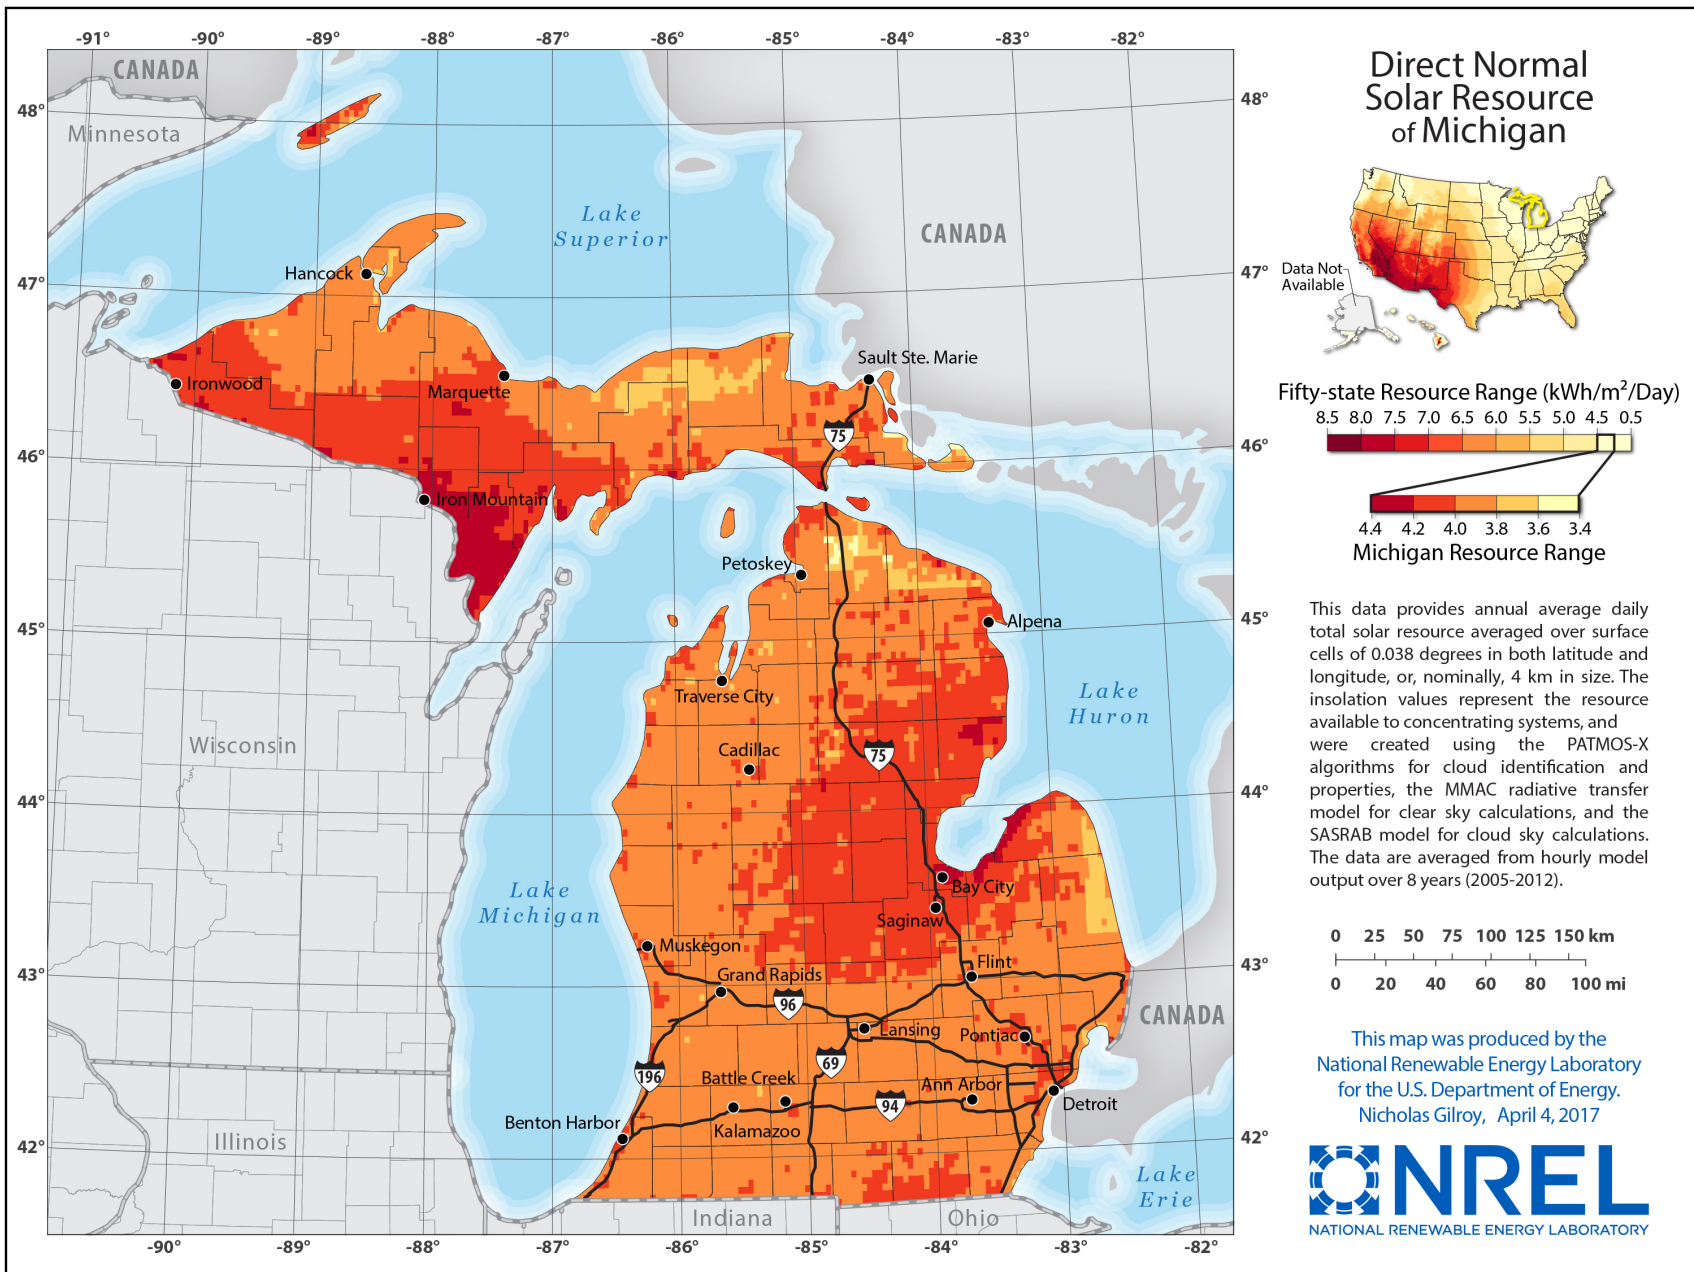 -91°
-90°
-89°
-88°
-87°
-86°
-85°
-84°
-83°
-82°
CANADA
Minnesota
48°
48°
Lake
Superior
CANADA
Hancock
47°
47°
Ironwood
Marquette
Sault Ste. Marie
75
46°
46°
Iron Mountain
Petoskey
Alpena
45°
45°
Traverse City
Lake
Huron
Wisconsin
Cadillac
75
44°
44°
Lake
Michigan
Bay City
Saginaw
Muskegon
Flint
43°
43°
Grand Rapids
96
CANADA
Lansing
Pontiac
69
196
Battle Creek
Ann Arbor
94
Detroit
Benton Harbor
Kalamazoo
42°
42°
Illinois
Lake
Erie
Indiana
Ohio
-90°
-89°
-88°
-87°
-86°
-85°
-84°
-83°
-82°
Direct Normal
Solar Resource
of Michigan
Data Not
Available
Fifty-state Resource Range (kWh/m²/Day)
8.5 8.0 7.5 7.0 6.5 6.0 5.5 5.0 4.5 0.5
4.4 4.2 4.0 3.8 3.6 3.4
Michigan Resource Range
This data provides annual average daily
total solar resource averaged over surface
cells of 0.038 degrees in both latitude and
longitude, or, nominally, 4 km in size. The
insolation values represent the resource
available to concentrating systems, and
were created using the PATMOS-X
algorithms for cloud identification and
properties, the MMAC radiative transfer
model for clear sky calculations, and the
SASRAB model for cloud sky calculations.
The data are averaged from hourly model
output over 8 years (2005-2012).
0 25 50 75 100 125 150 km
0 20 40 60 80 100 mi
This map was produced by the
National Renewable Energy Laboratory
for the U.S. Department of Energy.
Nicholas Gilroy, April 4, 2017
NREL
NATIONAL RENEWABLE ENERGY LABORATORY